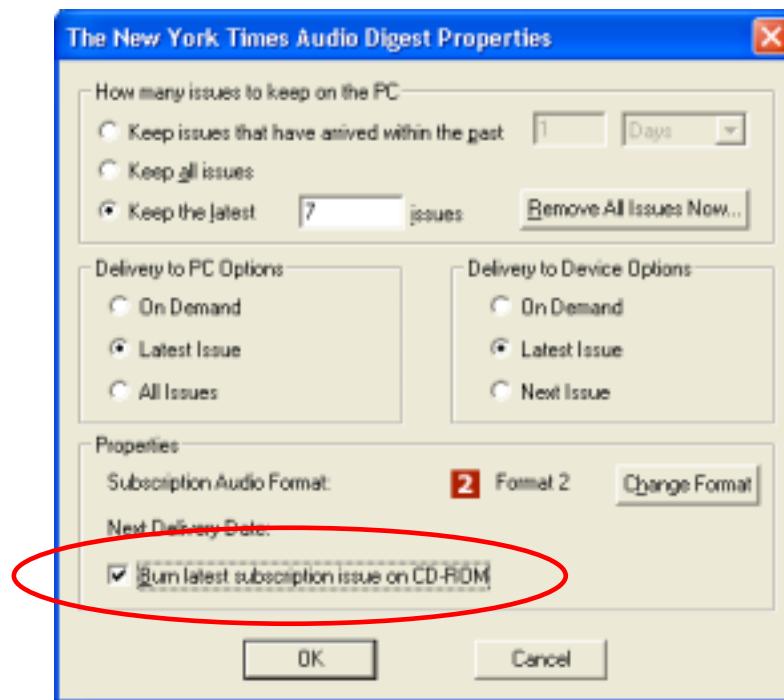 The New York Times Audio Digest Properties
How many issues to keep on the PC
Keep issues that have arrived within the past 1 Days
Keep all issues
Keep the latest 7 issues Remove All Issues Now...
Delivery to PC Options Delivery to Device Options
On Demand On Demand
Latest Issue Latest Issue
All Issues Next Issue
Properties
Subscription Audio Format: 2 Format 2 Change Format
Next Delivery Date:
Burn latest subscription issue on CD-ROM
OK Cancel